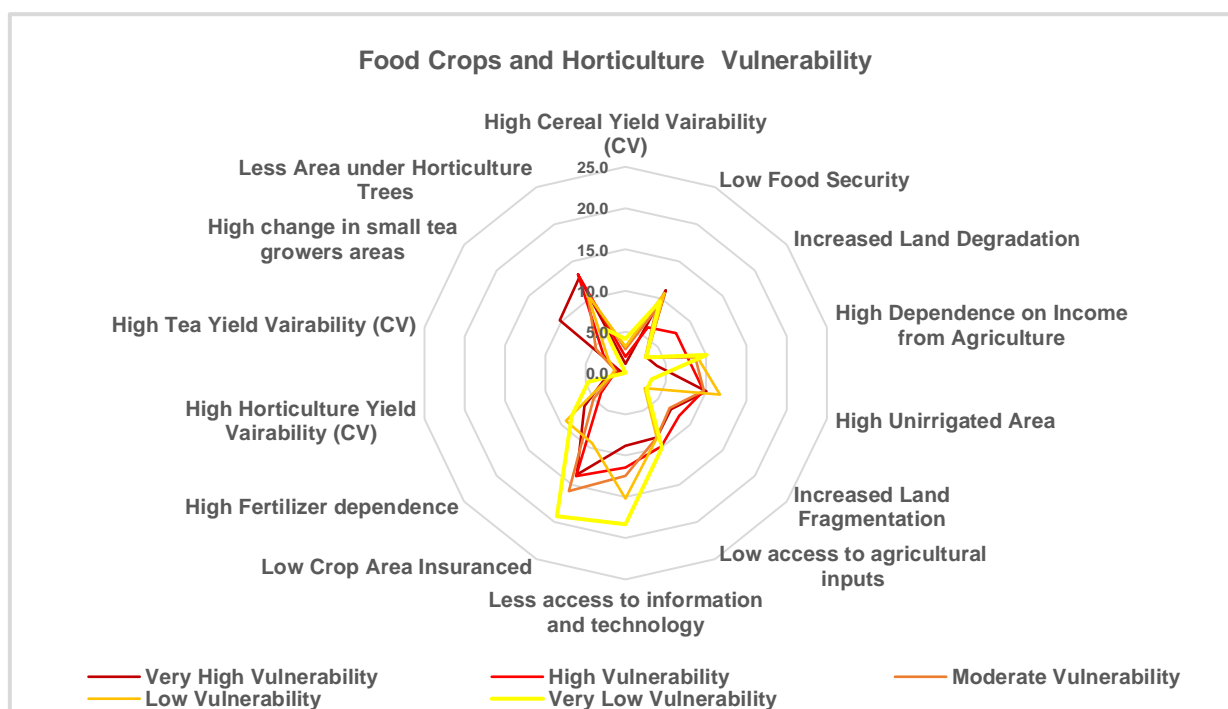 Food Crops and Horticulture Vulnerability
High Cereal Yield Vairability
(CV)
Low Food Security
Increased Land Degradation
High Dependence on Income
from Agriculture
High Unirrigated Area
Increased Land
Fragmentation
Low access to agricultural
inputs
Less access to information
and technology
Low Crop Area Insuranced
High Fertilizer dependence
High Horticulture Yield
Vairability (CV)
High Tea Yield Vairability (CV)
High change in small tea
growers areas
Less Area under Horticulture
Trees
25.0
20.0
15.0
10.0
5.0
0.0
Very High Vulnerability
High Vulnerability
Moderate Vulnerability
Low Vulnerability
Very Low Vulnerability